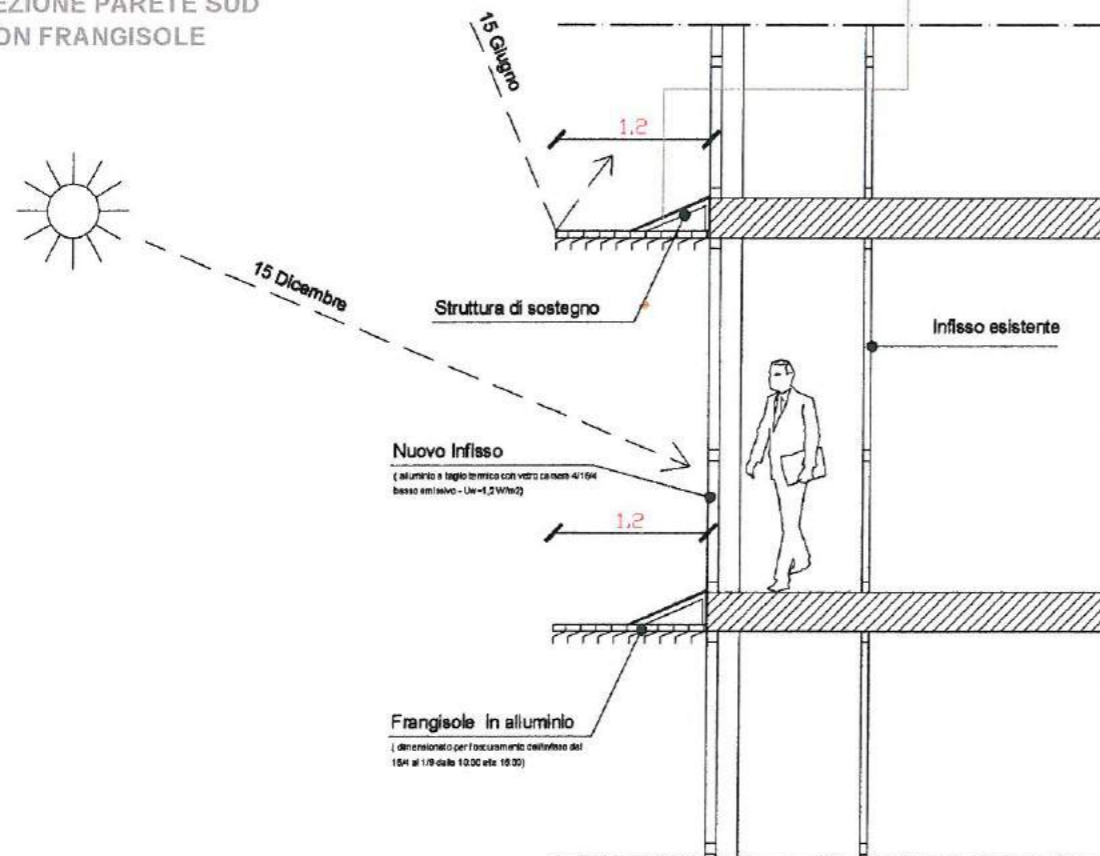 EZIONE PARETE SUD
ON FRANGISOLE
15 Giugno
1,2
15 Dicembre
Struttura di sostegno
Infisso esistente
Nuovo Infisso
( alluminio a taglio termico con vetro camera 4/16/4
basso emissivo - Uw=1,2 W/m2)
1,2
Frangisole in alluminio
( dimensionato per l'oscuramento dell'infisso dal
15/4 al 1/9 dalle 10:00 alle 16:00)